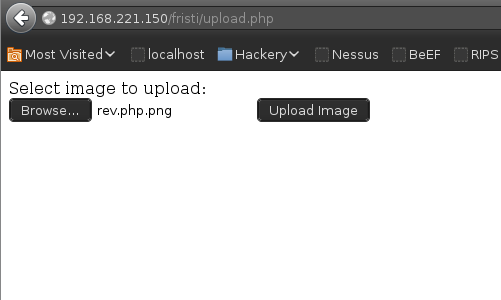 192.168.221.150/fristi/upload.php
Most Visited localhost Hackery Nessus BeEF RIPS
Select image to upload:
Browse... rev.php.png Upload Image